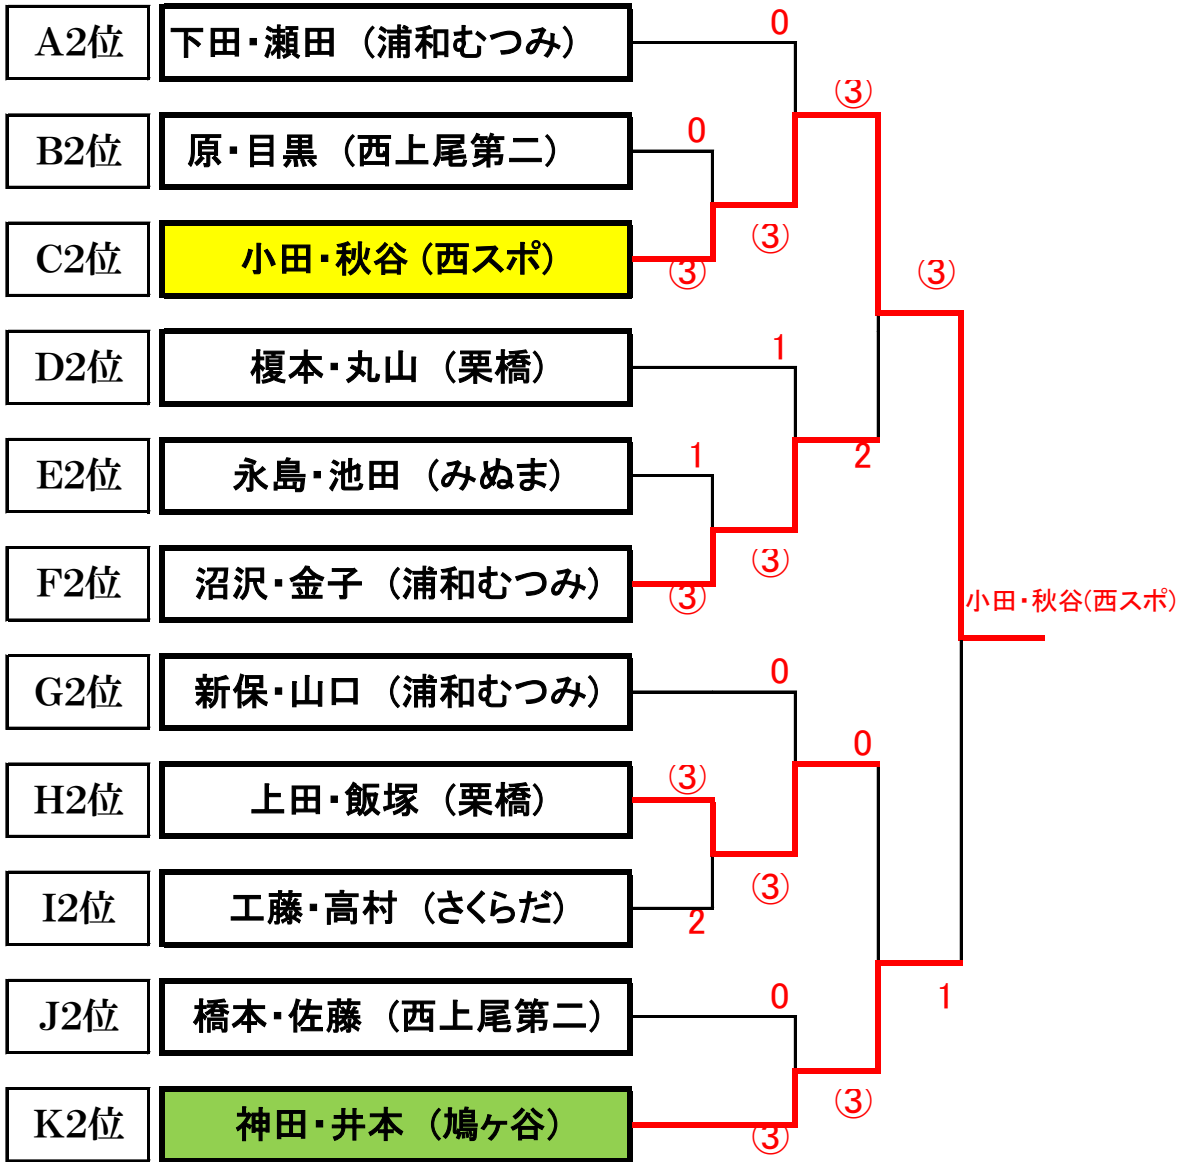 A2位 下田・瀬田 （浦和むつみ） 0
③
B2位 原・目黒 （西上尾第二） 0
③
C2位 小田・秋谷 （西スポ） ③
③
D2位 榎本・丸山 （栗橋） 1
E2位 永島・池田 （みぬま） 1
2
③
F2位 沼沢・金子 （浦和むつみ） ③
小田・秋谷(西スポ)
G2位 新保・山口 （浦和むつみ） 0
0
H2位 上田・飯塚 （栗橋） ③
③
I2位 工藤・高村 （さくらだ） 2
J2位 橋本・佐藤 （西上尾第二） 0
1
③
K2位 神田・井本 （鳩ヶ谷） ③